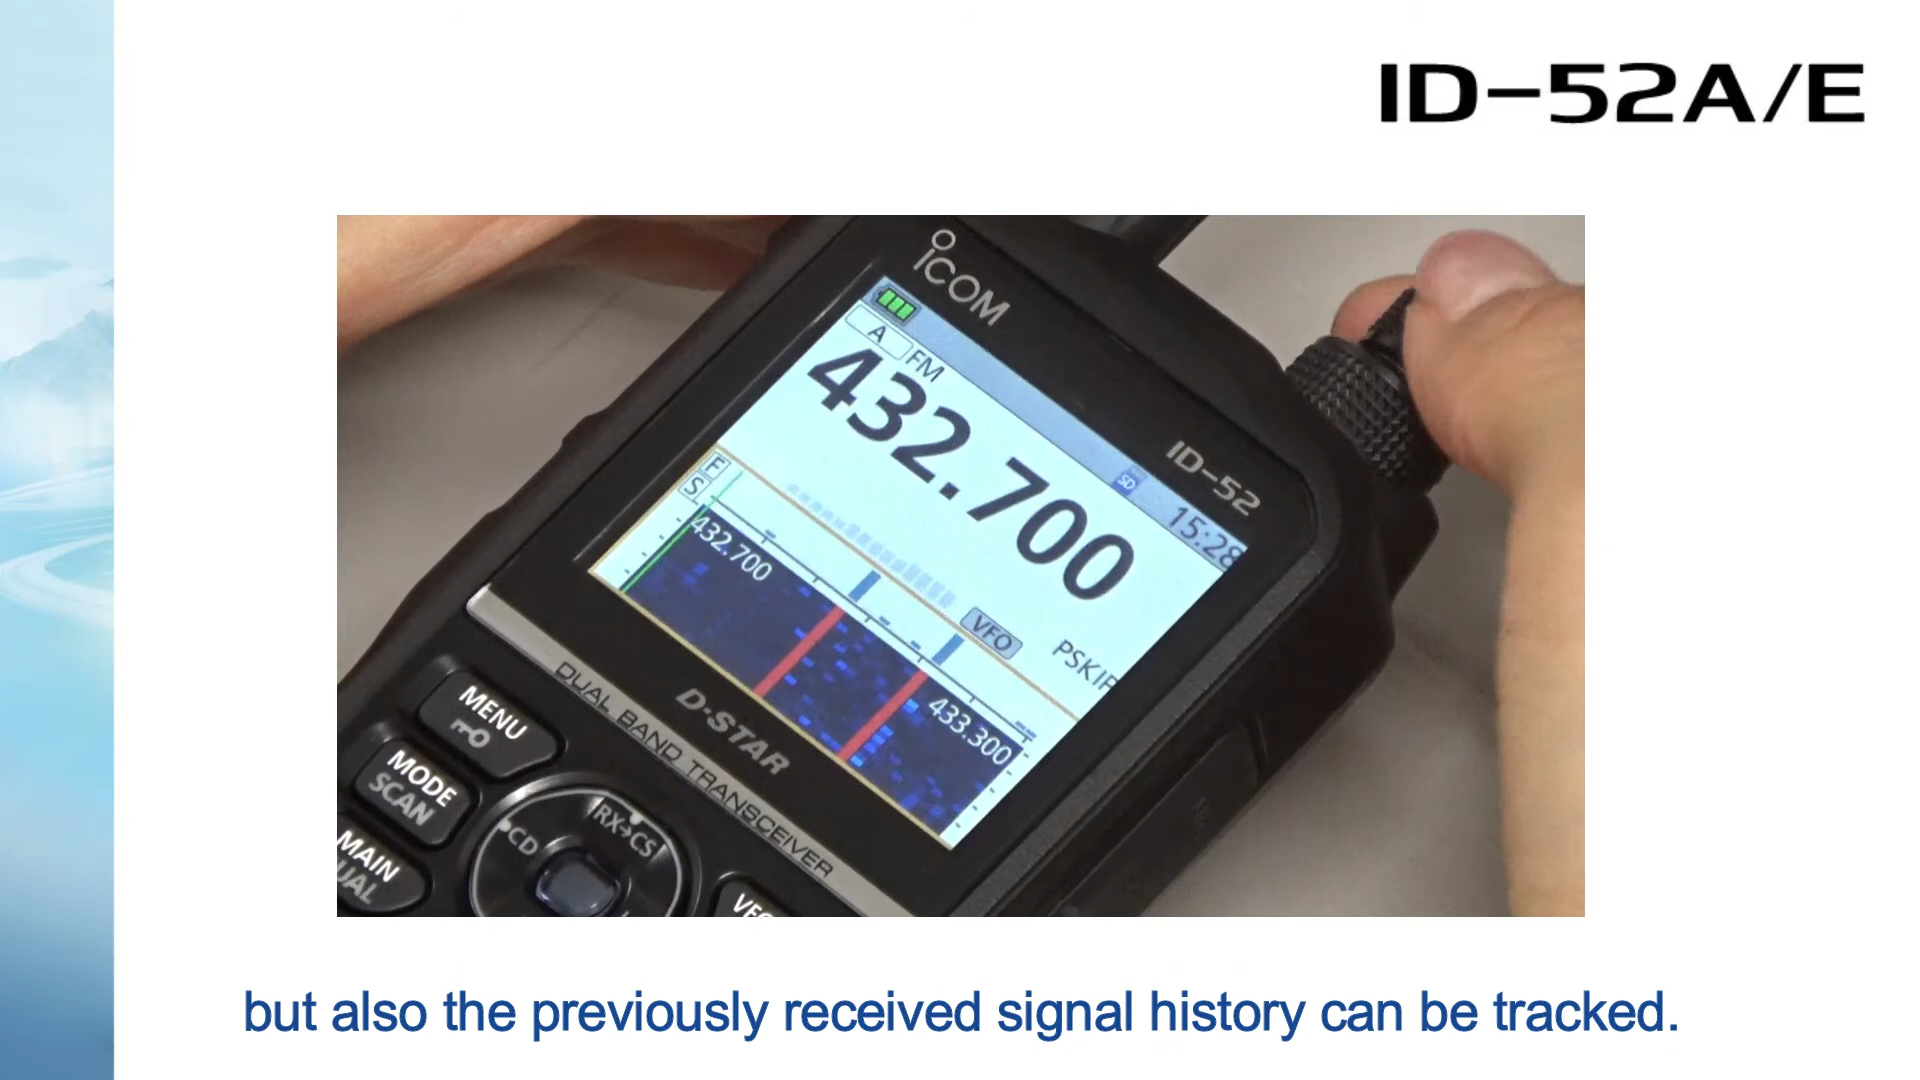 ID-52A/E
ICOM
A
FM
432.700
ID-52
SD
15:28
F
S
432.700
VFO
PSKIP
433.300
D-STAR
DUAL BAND TRANSCEIVER
MENU
MODE
SCAN
MAIN
CD
RX→CS
but also the previously received signal history can be tracked.